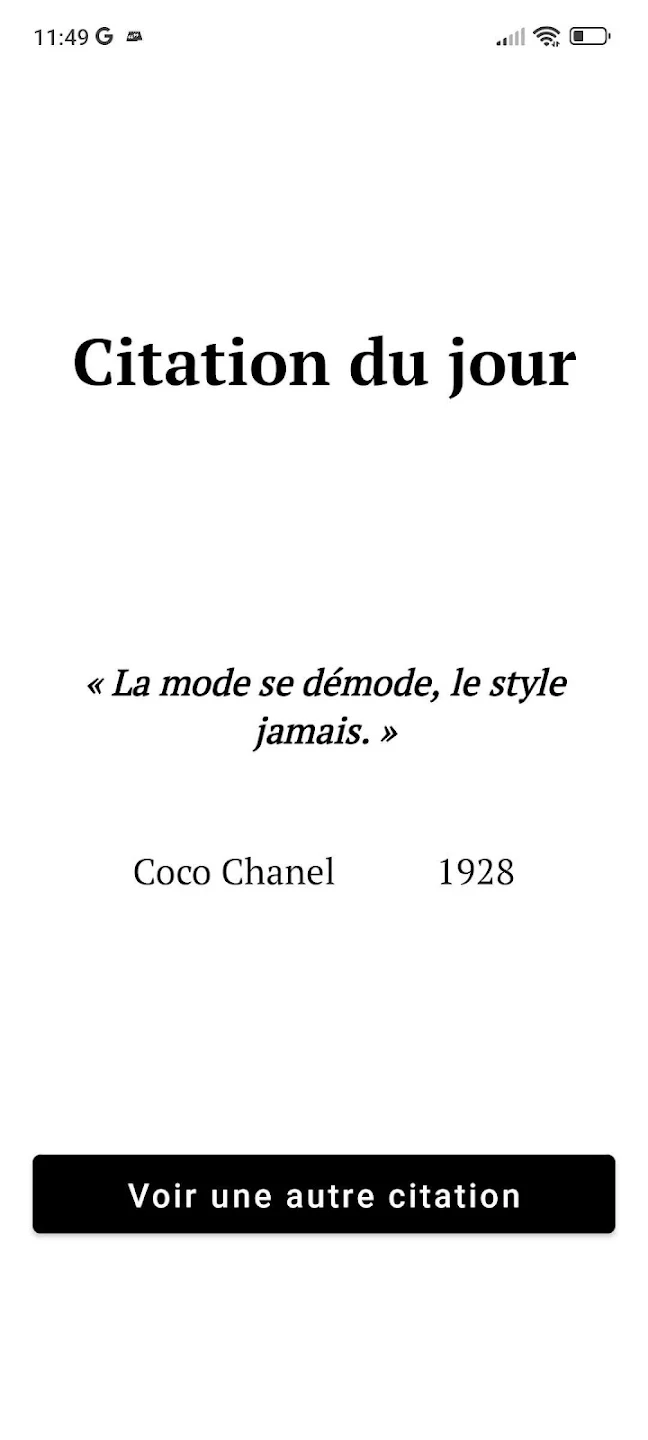 11:49 G
Citation du jour
« La mode se démode, le style
jamais. »
Coco Chanel 1928
Voir une autre citation